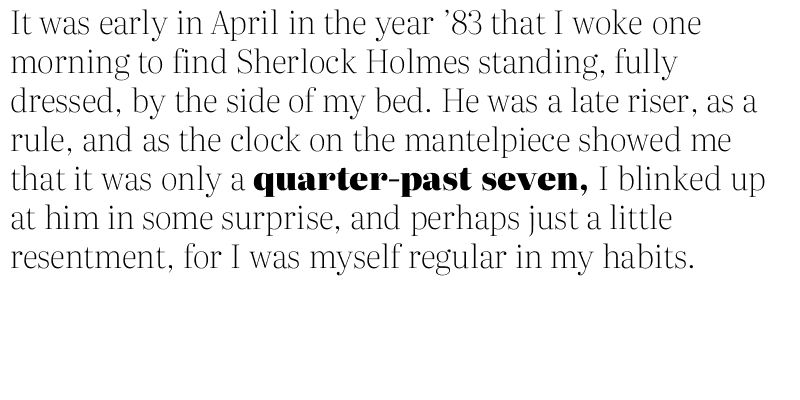 It was early in April in the year ’83 that I woke one
morning to find Sherlock Holmes standing, fully
dressed, by the side of my bed. He was a late riser, as a
rule, and as the clock on the mantelpiece showed me
that it was only a quarter-past seven, I blinked up
at him in some surprise, and perhaps just a little
resentment, for I was myself regular in my habits.